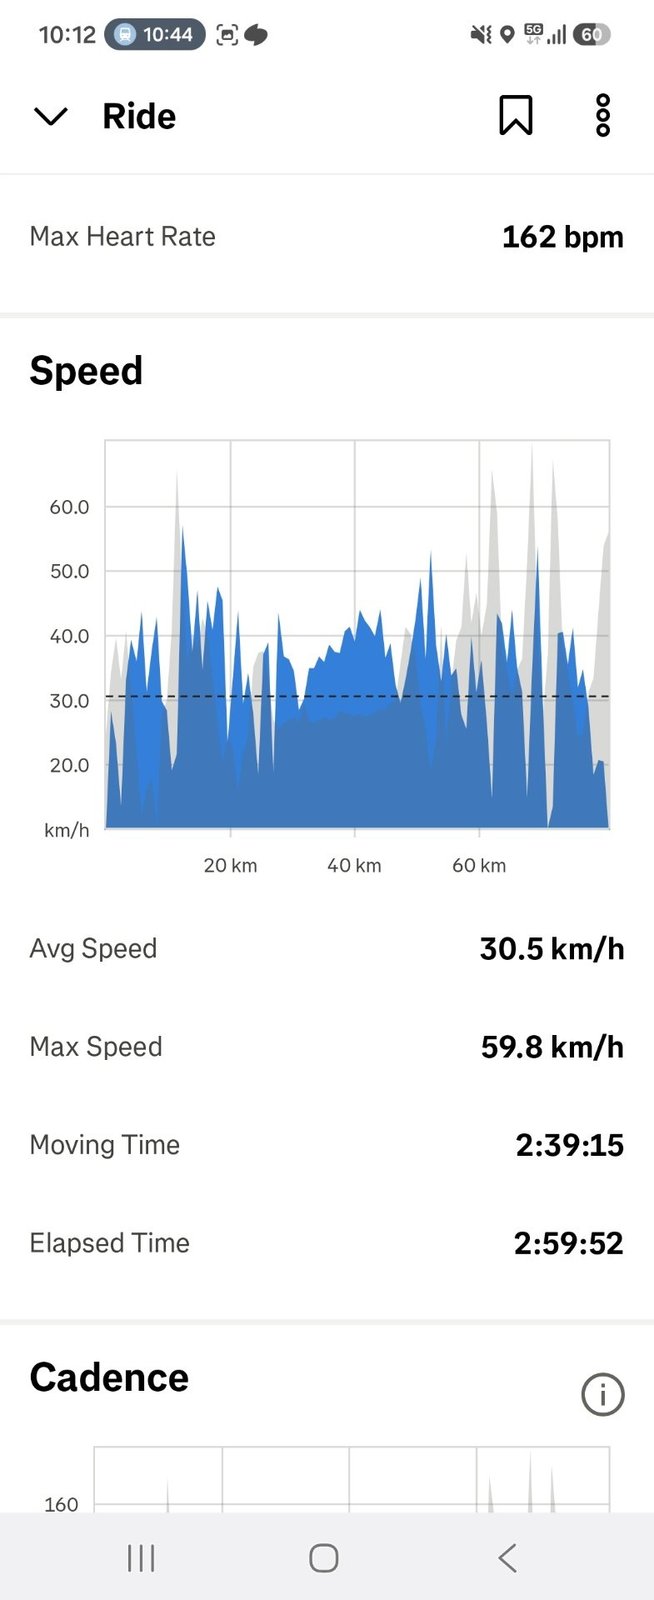 10:12 10:44 5G 60
Ride
Max Heart Rate 162 bpm
Speed
60.0
50.0
40.0
30.0
20.0
km/h
20 km 40 km 60 km
Avg Speed 30.5 km/h
Max Speed 59.8 km/h
Moving Time 2:39:15
Elapsed Time 2:59:52
Cadence
160